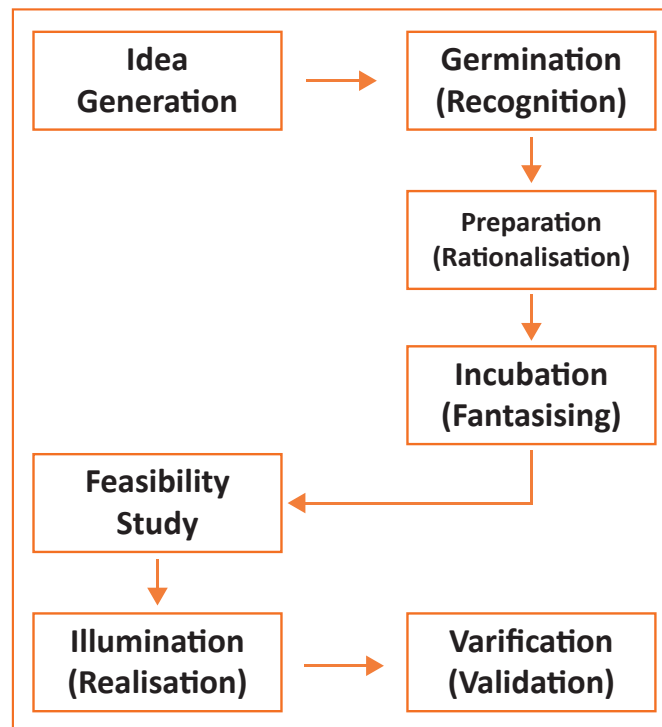 Idea
Generation
Germination
(Recognition)
Preparation
(Rationalisation)
Incubation
(Fantasising)
Feasibility
Study
Illumination
(Realisation)
Varification
(Validation)